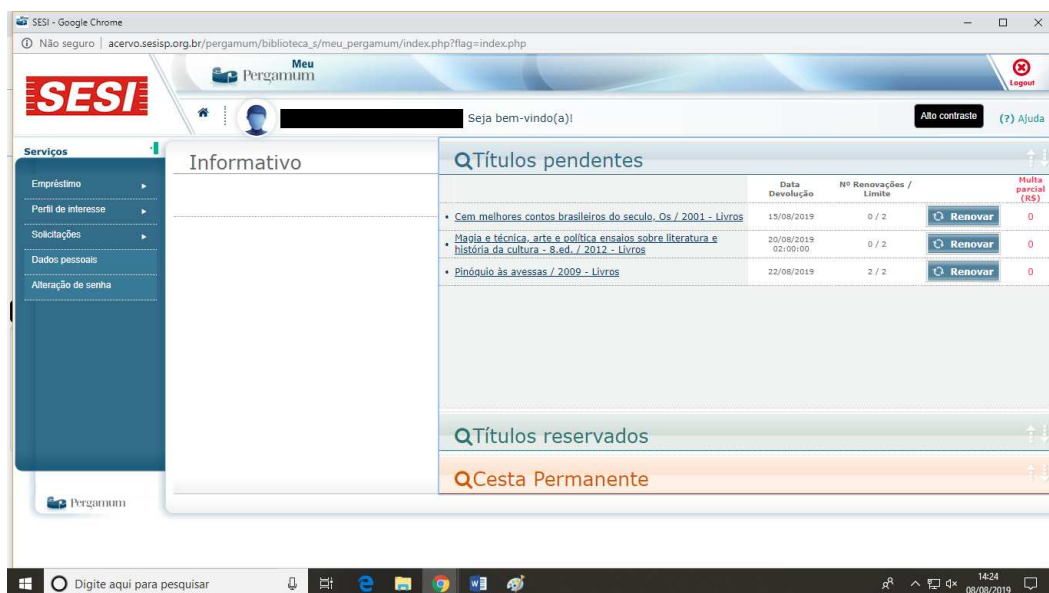 SESI - Google Chrome
Não seguro | acervo.sesisp.org.br/pergamum/biblioteca_s/meu_pergamum/index.php?flag=index.php
SESI
Meu
Pergamum
Logout
Seja bem-vindo(a)!
Alto contraste
(?) Ajuda
Serviços
Empréstimo
Perfil de interesse
Solicitações
Dados pessoais
Alteração de senha
Pergamum
Informativo
Títulos pendentes
Data Devolução
Nº Renovações / Limite
Multa parcial (R$)
• Cem melhores contos brasileiros do seculo, Os / 2001 - Livros 15/08/2019 0 / 2 Renovar 0
• Magia e técnica, arte e política ensaios sobre literatura e
história da cultura - 8.ed. / 2012 - Livros 20/08/2019 02:00:00 0 / 2 Renovar 0
• Pinóquio às avessas / 2009 - Livros 22/08/2019 2 / 2 Renovar 0
Títulos reservados
Cesta Permanente
Digite aqui para pesquisar
14:24
08/08/2019